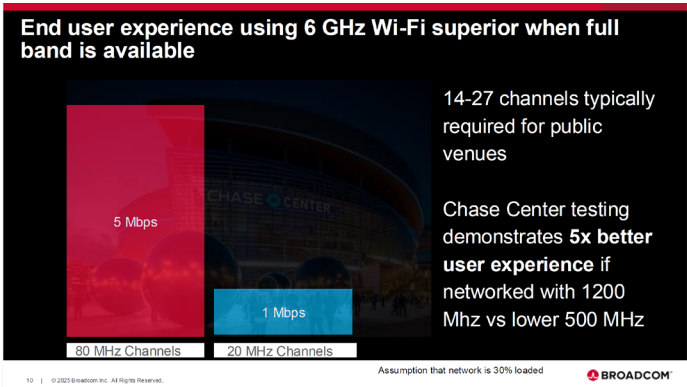 End user experience using 6 GHz Wi-Fi superior when full
band is available
14-27 channels typically
required for public
venues
CHASE CENTER
5 Mbps
Chase Center testing
demonstrates 5x better
user experience if
networked with 1200
Mhz vs lower 500 MHz
1 Mbps
80 MHz Channels
20 MHz Channels
Assumption that network is 30% loaded
10 | © 2025 Broadcom Inc. All Rights Reserved.
BROADCOM®